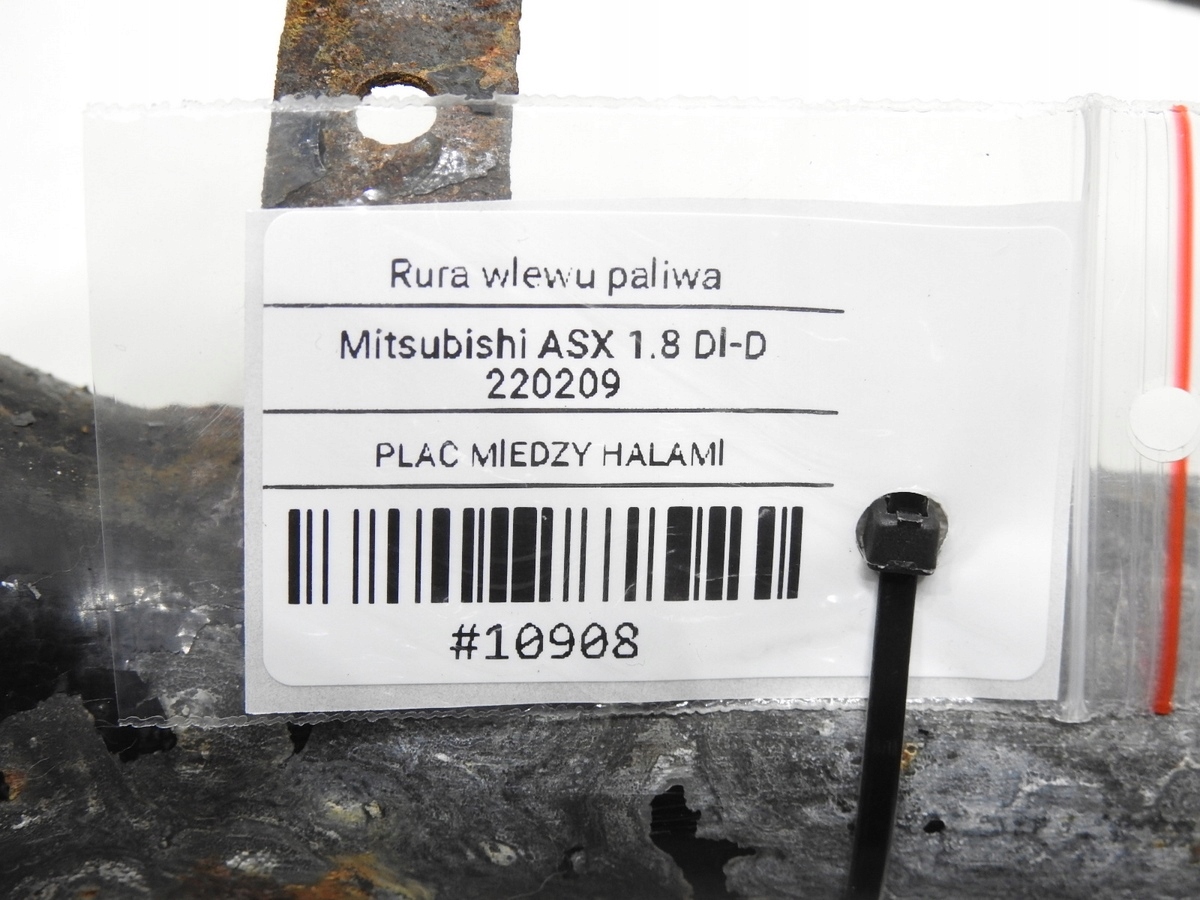 Rura wlewu paliwa
Mitsubishi ASX 1.8 DI-D
220209
PLAC MIEDZY HALAMI
#10908